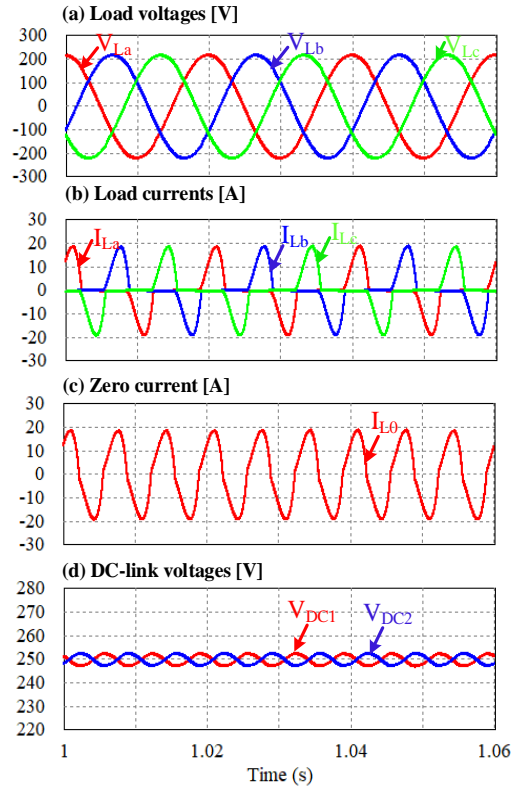 (a) Load voltages [V]
300
200
100
0
-100
-200
-300
V_La
V_Lb
V_Lc
(b) Load currents [A]
30
20
10
0
-10
-20
-30
I_La
I_Lb
I_Lc
(c) Zero current [A]
30
20
10
0
-10
-20
-30
I_L0
(d) DC-link voltages [V]
280
270
260
250
240
230
220
V_DC1
V_DC2
1 1.02 1.04 1.06
Time (s)